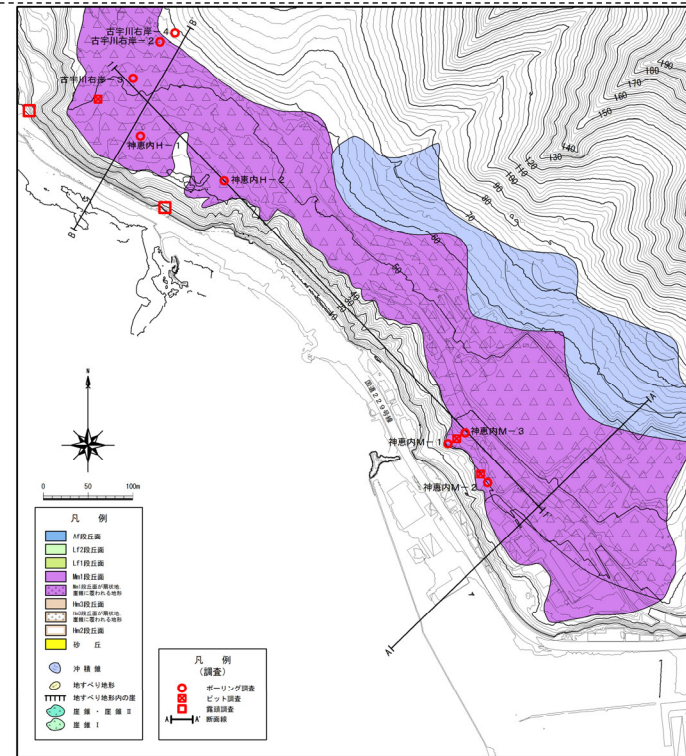 古宇川右岸-4
古宇川右岸-2
B'
古宇川右岸-3
神恵内H-1
神恵内H-2
B
190
180
170
160
150
140
130
120
110
100
90
80
70
60
50
40
30
20
10
国道229号線
神恵内M-3
神恵内M-1
神恵内M-2
A'
A
N
0 50 100m
凡 例
Af段丘面
Lf2段丘面
Lf1段丘面
Mm1段丘面
Mm1段丘面が扇状地、
崖錐に覆われる地形
Hm3段丘面
Hm3段丘面が扇状地、
崖錐に覆われる地形
Hm2段丘面
砂 丘
沖 積 錐
地すべり地形
地すべり地形内の崖
崖 錐 ・ 崖 錐 Ⅱ
崖 錐 Ⅰ
凡 例
(調査)
ボーリング調査
ピット調査
露頭調査
A A' 断面線